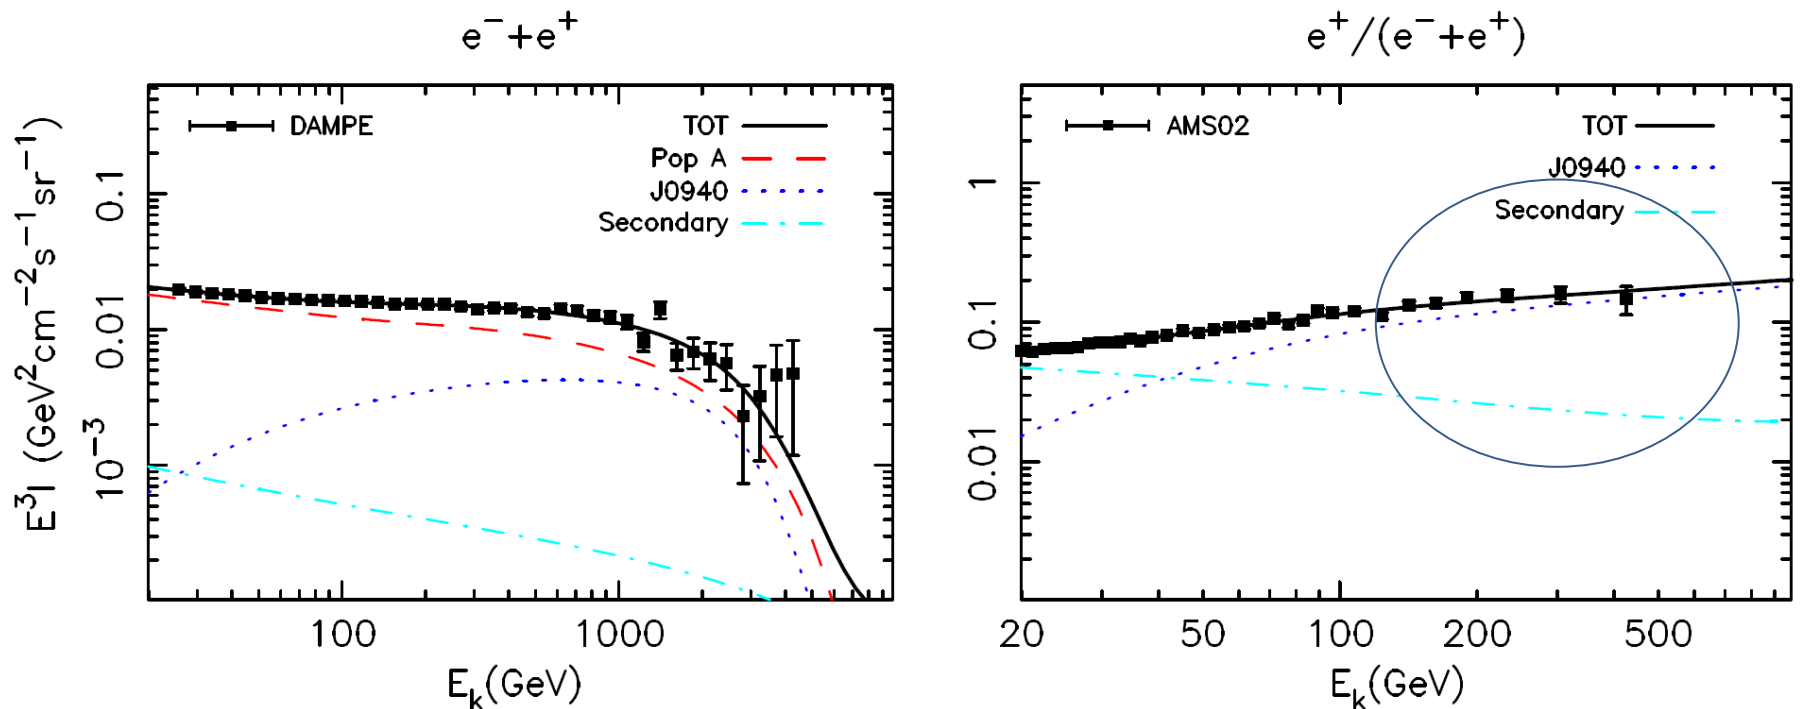 e⁻+e⁺
DAMPE
TOT
Pop A
J0940
Secondary
0.1
0.01
10⁻³
E³I (GeV²cm⁻²s⁻¹sr⁻¹)
100 1000
Eₖ(GeV)
e⁺/(e⁻+e⁺)
AMS02
TOT
J0940
Secondary
1
0.1
0.01
20 50 100 200 500
Eₖ(GeV)